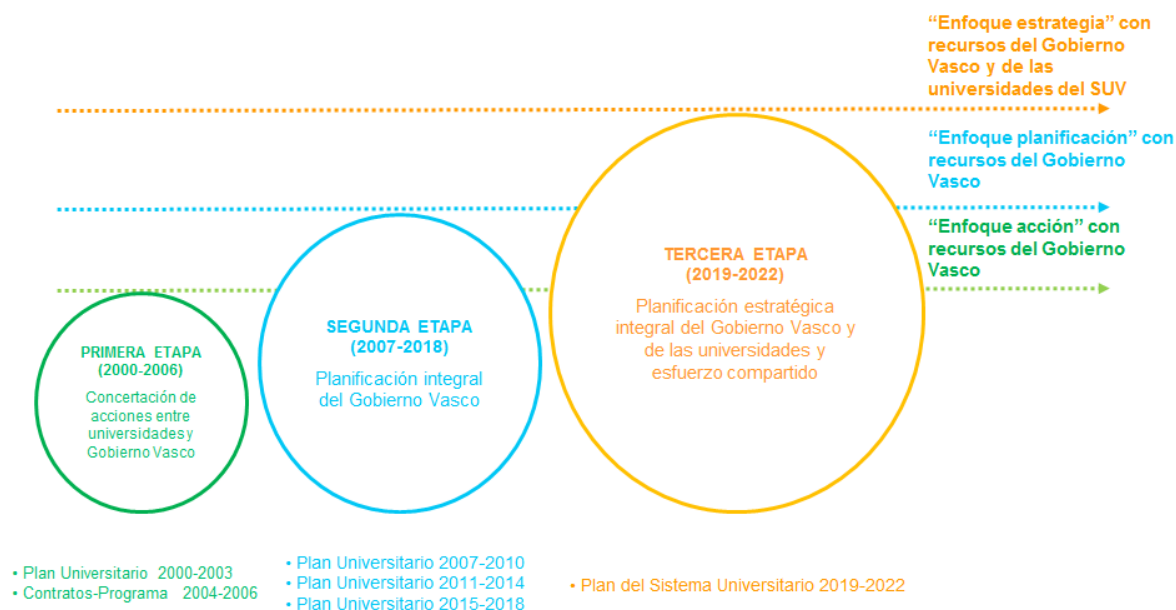 “Enfoque estrategia” con
recursos del Gobierno
Vasco y de las
universidades del SUV
“Enfoque planificación” con
recursos del Gobierno
Vasco
“Enfoque acción” con
recursos del Gobierno
Vasco
PRIMERA ETAPA
(2000-2006)
Concertación de
acciones entre
universidades y
Gobierno Vasco
SEGUNDA ETAPA
(2007-2018)
Planificación integral
del Gobierno Vasco
TERCERA ETAPA
(2019-2022)
Planificación estratégica
integral del Gobierno Vasco y
de las universidades y
esfuerzo compartido
• Plan Universitario 2000-2003
• Contratos-Programa 2004-2006
• Plan Universitario 2007-2010
• Plan Universitario 2011-2014
• Plan Universitario 2015-2018
• Plan del Sistema Universitario 2019-2022